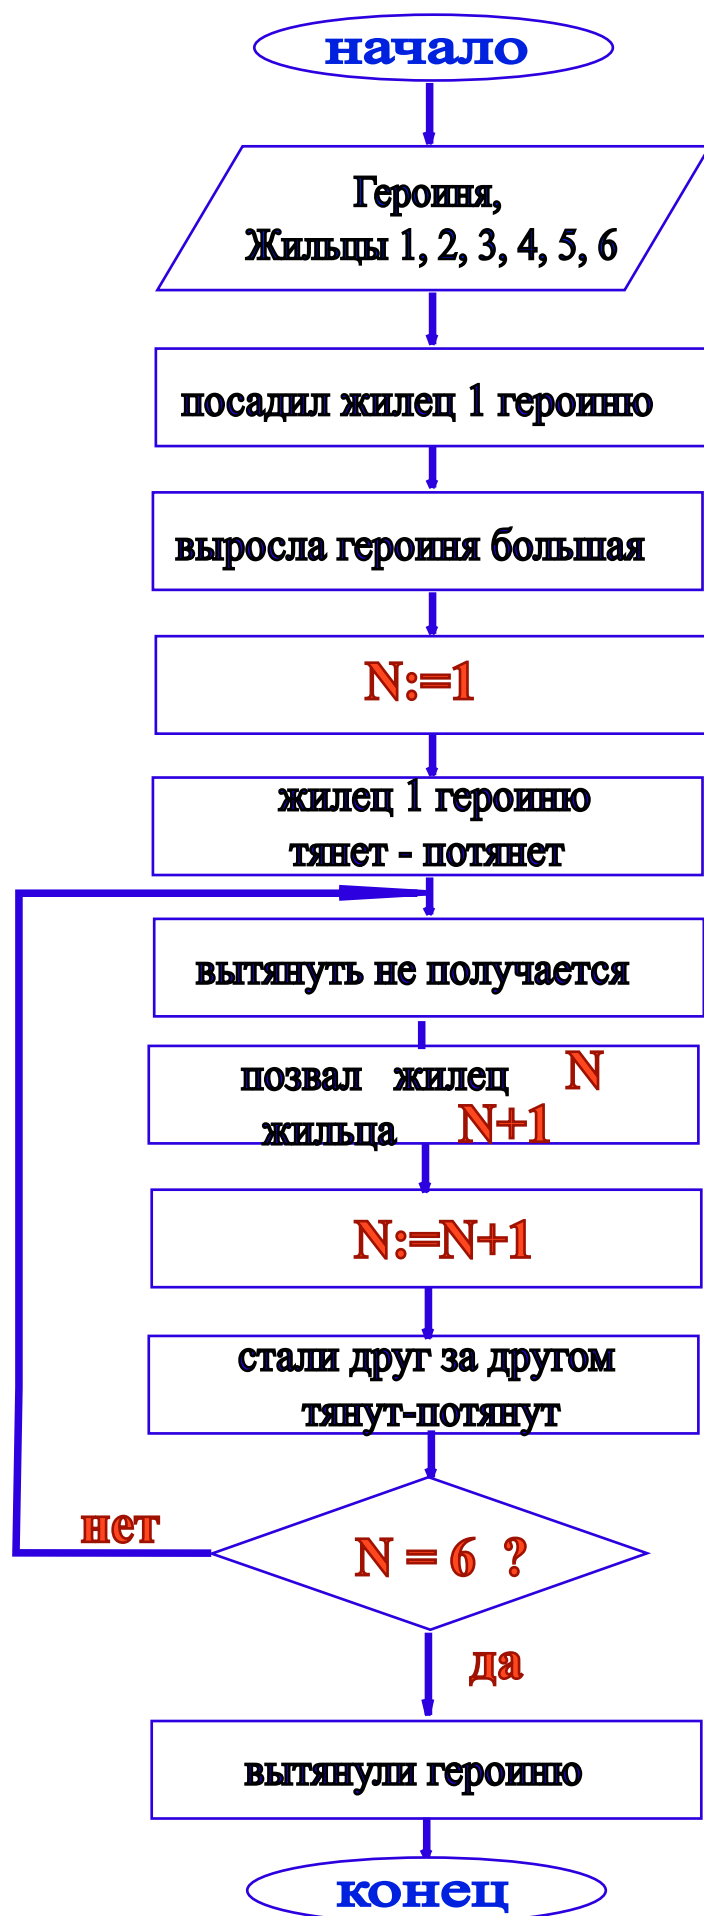 начало
Героиня,
Жильцы 1, 2, 3, 4, 5, 6
посадил жилец 1 героиню
выросла героиня большая
N:=1
жилец 1 героиню
тянет - потянет
вытянуть не получается
позвал жилец N
жильца N+1
N:=N+1
стали друг за другом
тянут-потянут
нет
N = 6 ?
да
вытянули героиню
конец